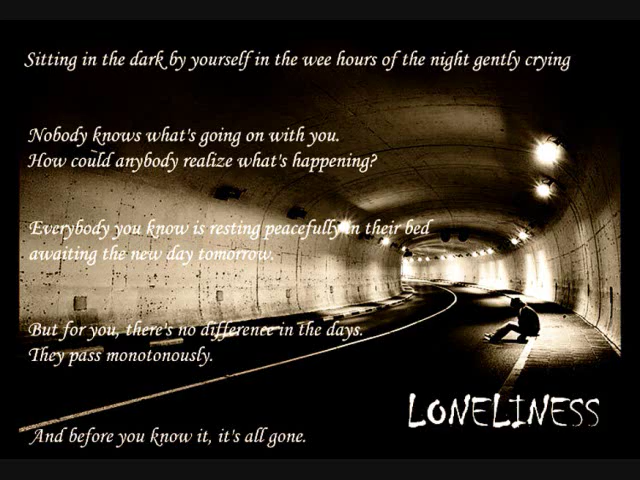 Sitting in the dark by yourself in the wee hours of the night gently crying
Nobody knows what's going on with you.
How could anybody realize what's happening?
Everybody you know is resting peacefully in their bed
awaiting the new day tomorrow.
But for you, there's no difference in the days.
They pass monotonously.
LONELINESS
And before you know it, it's all gone.